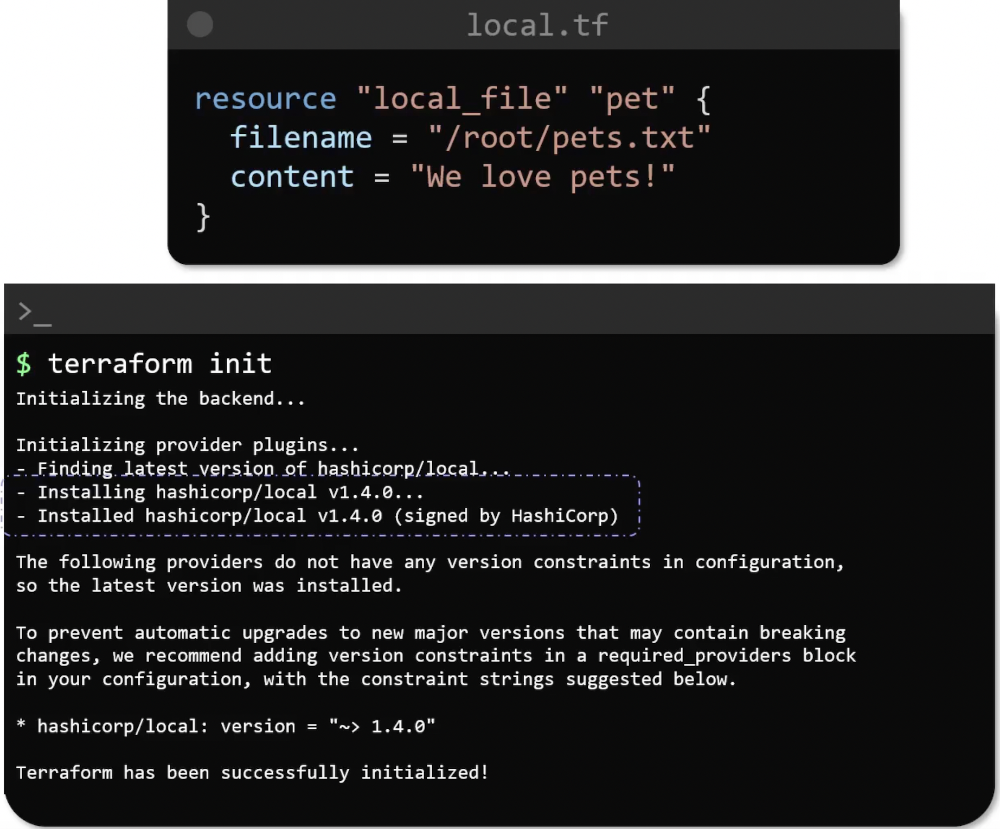 local.tf
resource "local_file" "pet" {
  filename = "/root/pets.txt"
  content = "We love pets!"
}
>_
$ terraform init
Initializing the backend...
Initializing provider plugins...
- Finding latest version of hashicorp/local...
- Installing hashicorp/local v1.4.0...
- Installed hashicorp/local v1.4.0 (signed by HashiCorp)
The following providers do not have any version constraints in configuration,
so the latest version was installed.
To prevent automatic upgrades to new major versions that may contain breaking
changes, we recommend adding version constraints in a required_providers block
in your configuration, with the constraint strings suggested below.
* hashicorp/local: version = "~> 1.4.0"
Terraform has been successfully initialized!